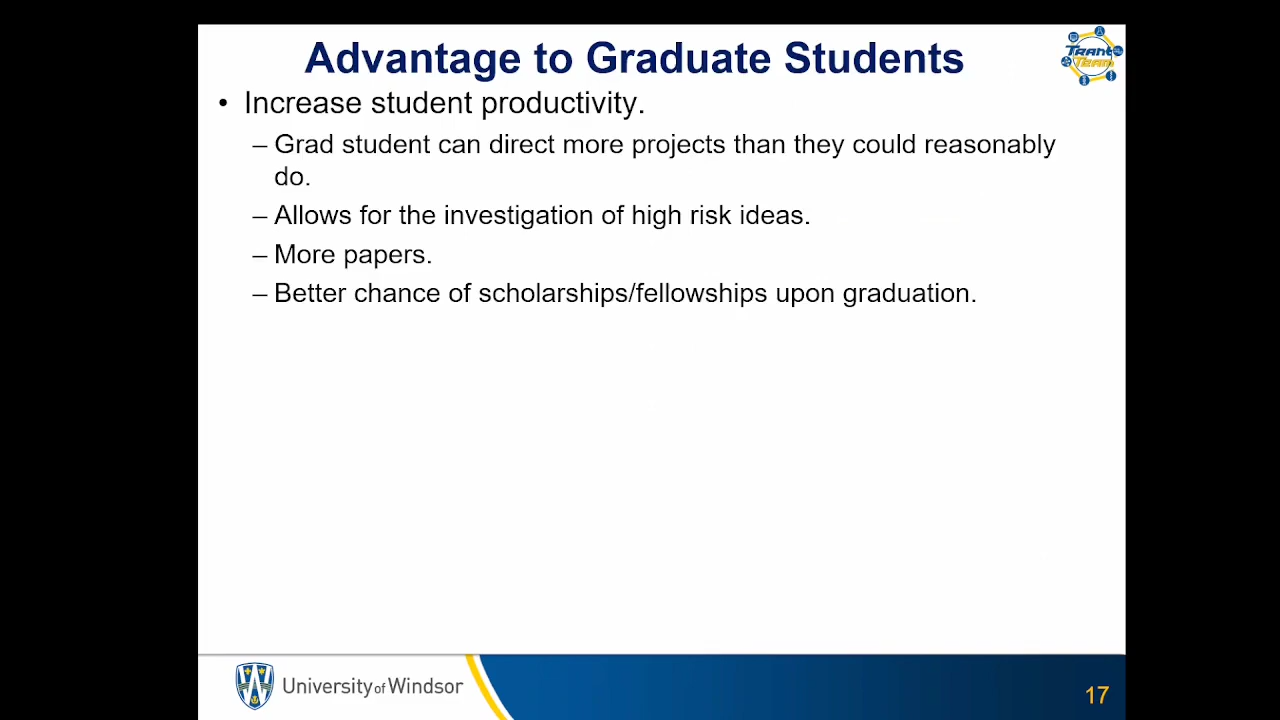 Advantage to Graduate Students
Trant
Team
• Increase student productivity.
– Grad student can direct more projects than they could reasonably
do.
– Allows for the investigation of high risk ideas.
– More papers.
– Better chance of scholarships/fellowships upon graduation.
University of Windsor
17